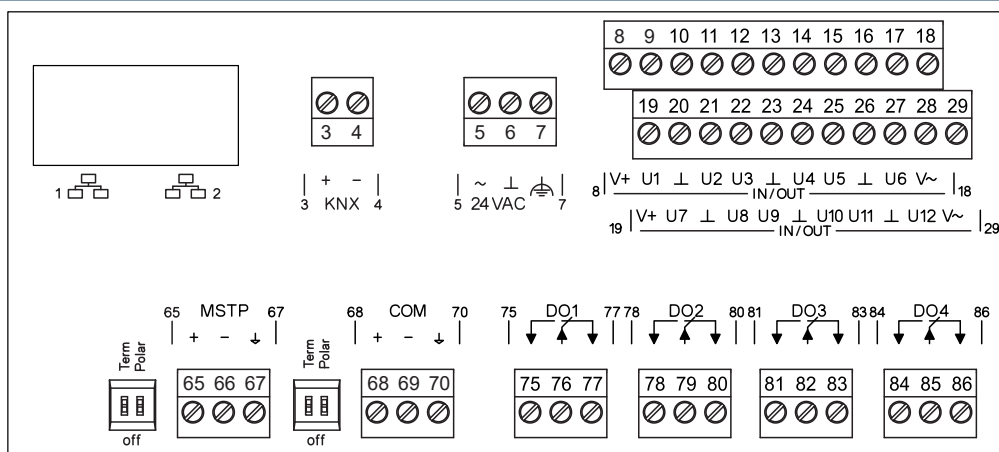 8 9 10 11 12 13 14 15 16 17 18
3 4
5 6 7
19 20 21 22 23 24 25 26 27 28 29
1 2
3 + − 4
KNX
5 ~ ⊥ 7
24 VAC
8 V+ U1 ⊥ U2 U3 ⊥ U4 U5 ⊥ U6 V~ 18
IN/OUT
19 V+ U7 ⊥ U8 U9 ⊥ U10 U11 ⊥ U12 V~ 29
IN/OUT
65 MSTP 67
+ −
68 COM 70
+ −
75 DO1 77
78 DO2 80
81 DO3 83
84 DO4 86
Term
Polar
off
65 66 67
Term
Polar
off
68 69 70
75 76 77
78 79 80
81 82 83
84 85 86